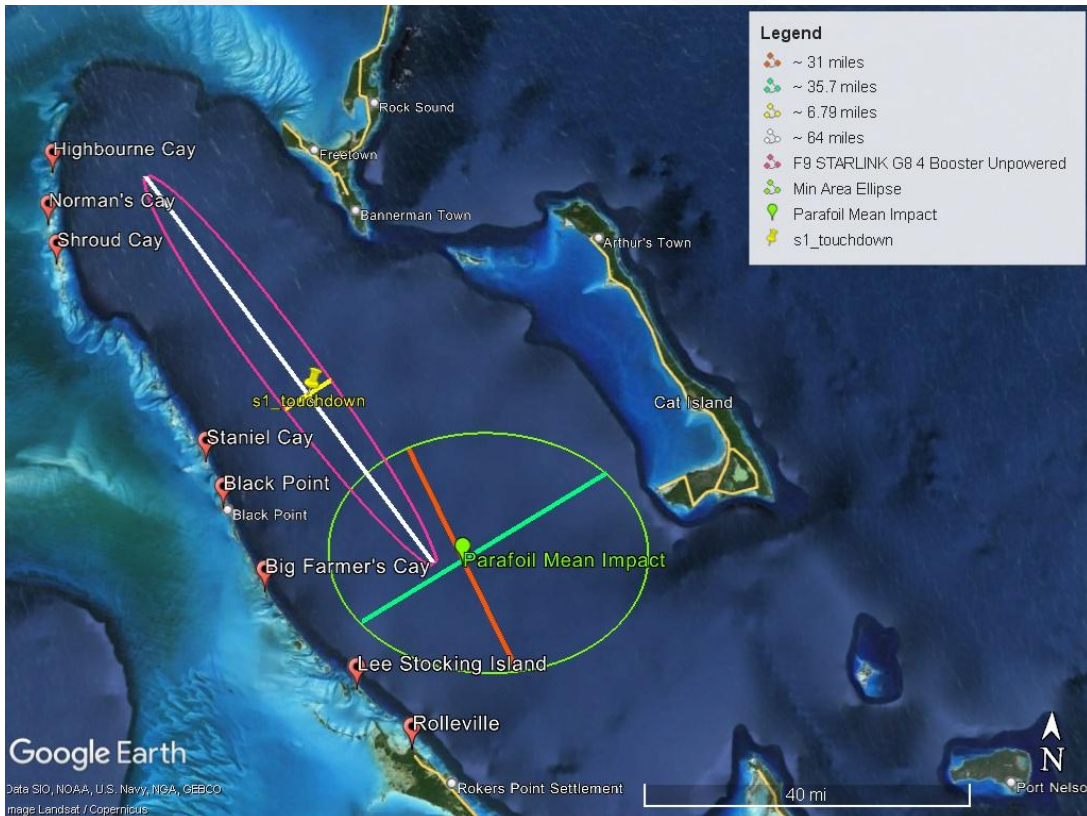 Legend
~ 31 miles
~ 35.7 miles
~ 6.79 miles
~ 64 miles
F9 STARLINK G8 4 Booster Unpowered
Min Area Ellipse
Parafoil Mean Impact
s1_touchdown
Rock Sound
Highbourne Cay
Freetown
Norman's Cay
Bannerman Town
Shroud Cay
Arthur's Town
s1_touchdown
Cat Island
Staniel Cay
Black Point
Black Point
Big Farmer's Cay
Parafoil Mean Impact
Lee Stocking Island
Rolleville
Google Earth
N
Data SIO, NOAA, U.S. Navy, NGA, GEBCO
Image Landsat / Copernicus
Rokers Point Settlement
40 mi
Port Nelso